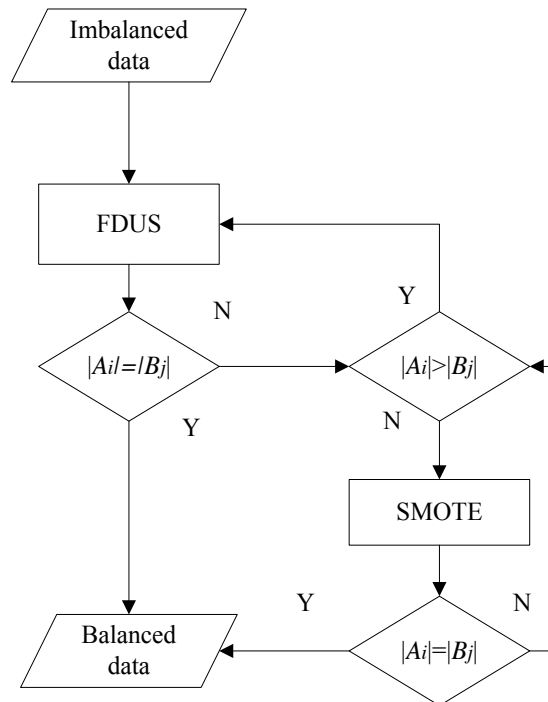 Imbalanced
data
FDUS
N
Y
|Ai|=|Bj|
|Ai|>|Bj|
Y
N
SMOTE
Y
N
Balanced
data
|Ai|=|Bj|